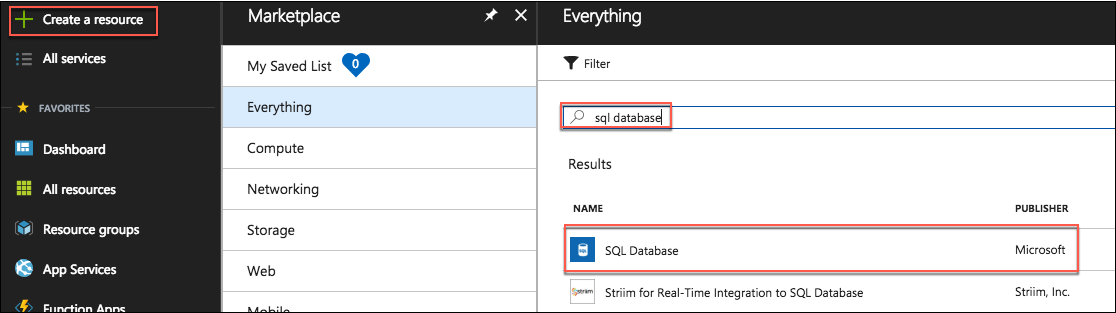 Create a resource
All services
FAVORITES
Dashboard
All resources
Resource groups
App Services
Function Apps
Marketplace
My Saved List 0
Everything
Compute
Networking
Storage
Web
Mobile
Everything
Filter
sql database
Results
NAME PUBLISHER
SQL Database Microsoft
Striim for Real-Time Integration to SQL Database Striim, Inc.